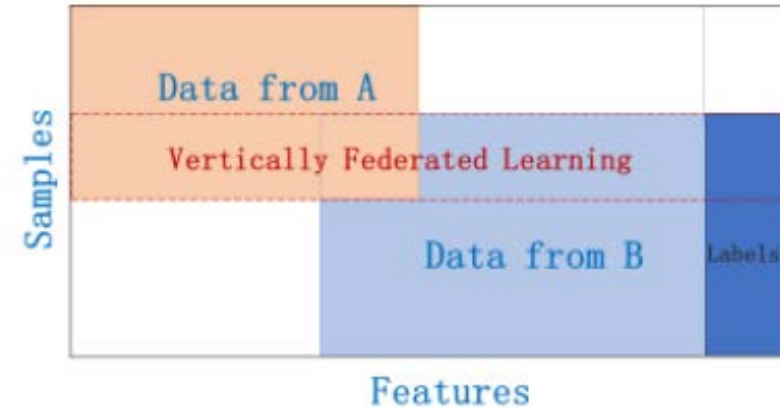 Data from A
Samples
Vertically Federated Learning
Data from B
Labels
Features